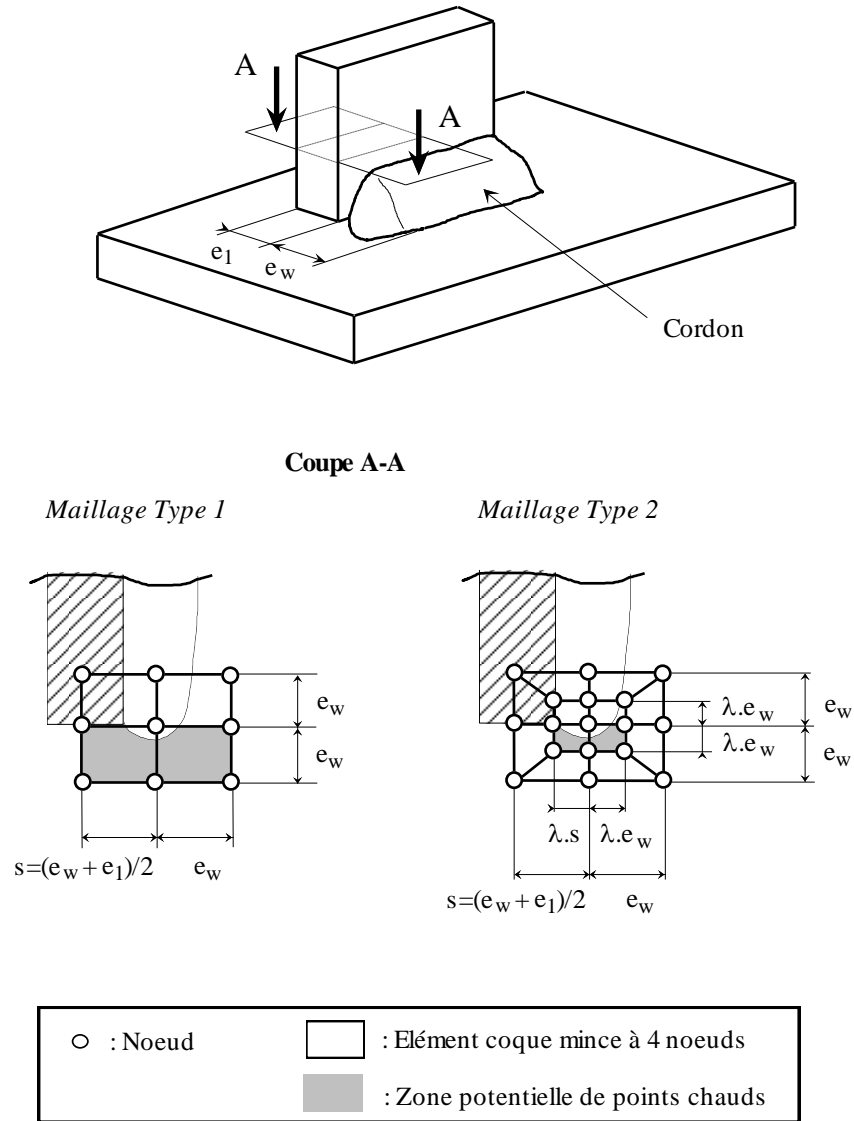 A
A
e1
ew
Cordon
Coupe A-A
Maillage Type 1
Maillage Type 2
ew
ew
s=(ew + e1)/2
ew
λ.ew
λ.ew
ew
ew
λ.s
λ.ew
s=(ew + e1)/2
ew
: Noeud
: Elément coque mince à 4 noeuds
: Zone potentielle de points chauds